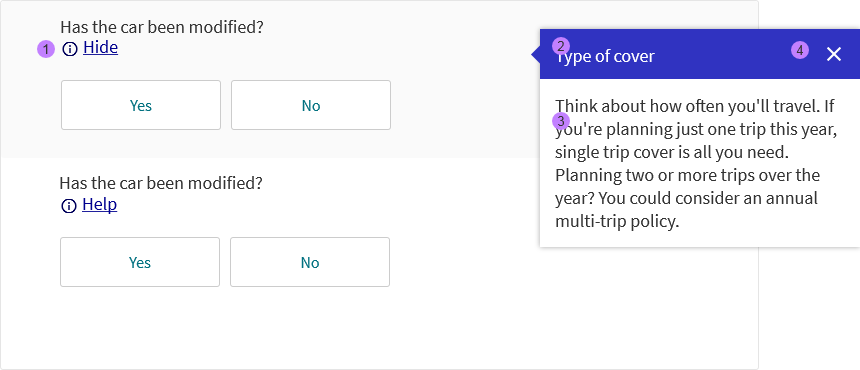 Has the car been modified?
1 Hide
Yes No
2
Type of cover
4
3
Think about how often you'll travel. If
you're planning just one trip this year,
single trip cover is all you need.
Planning two or more trips over the
year? You could consider an annual
multi-trip policy.
Has the car been modified?
Help
Yes No